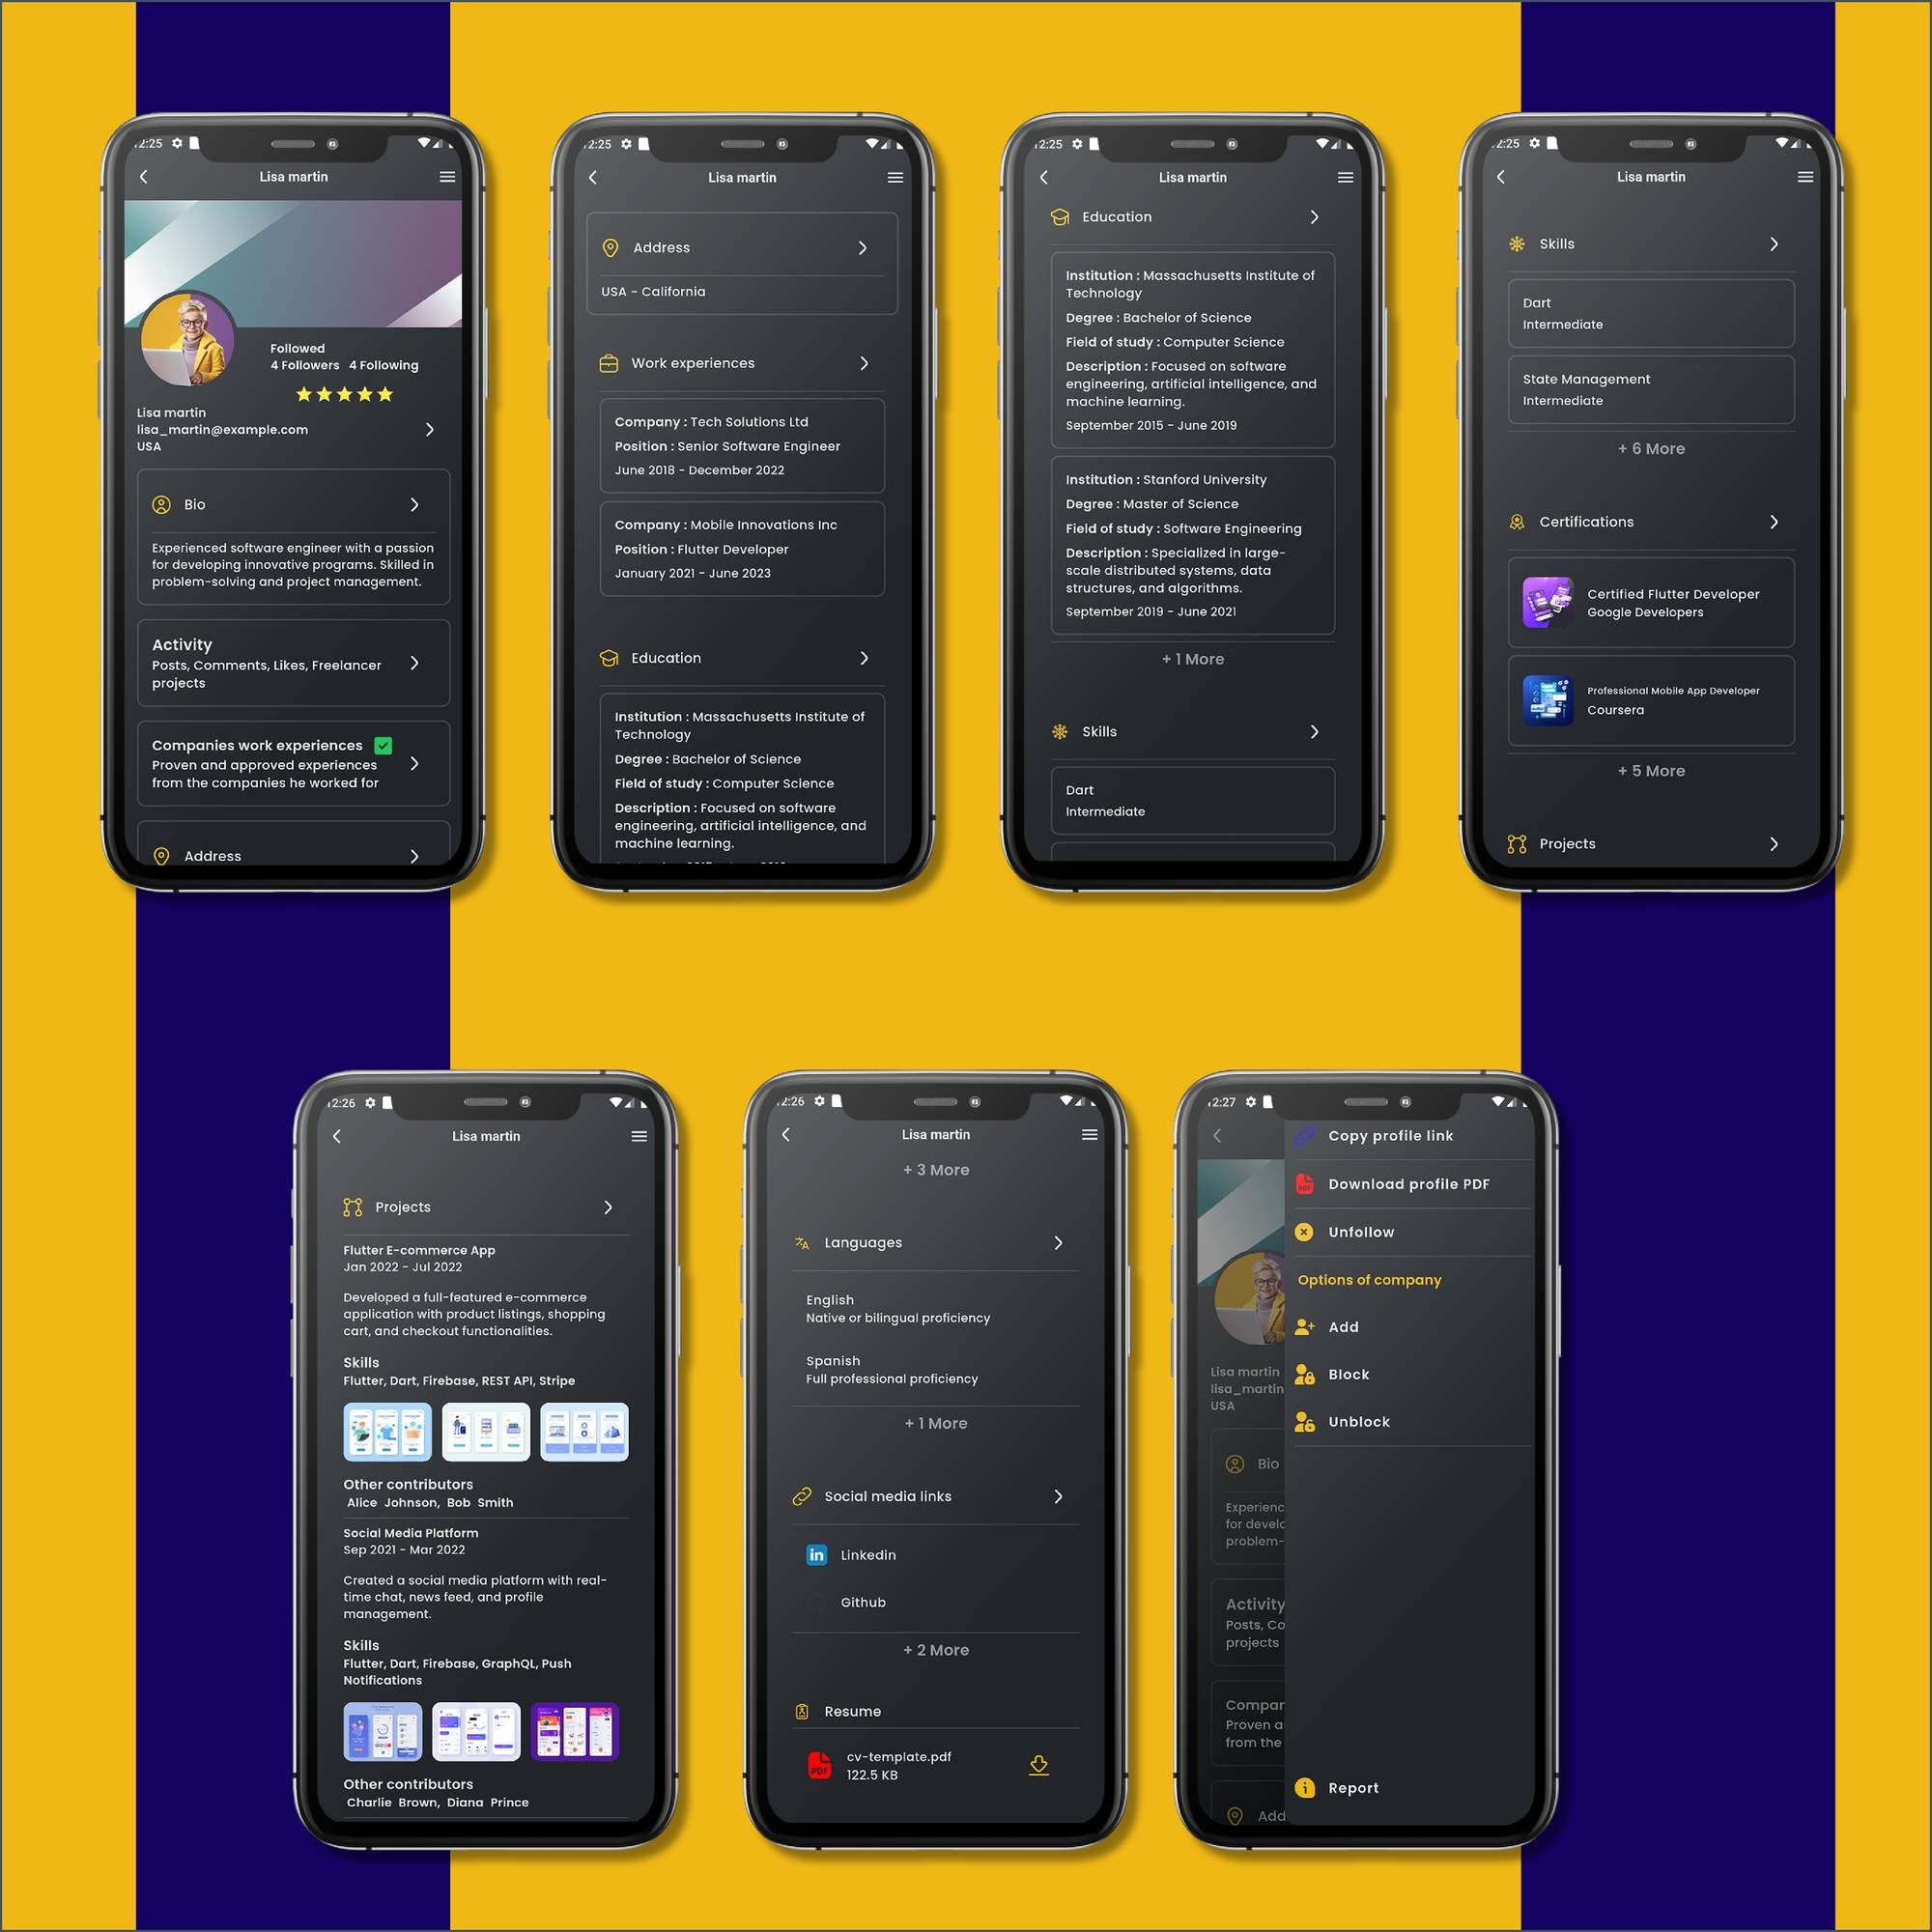 12:25
Lisa martin
Followed
4 Followers 4 Following
Lisa martin
lisa_martin@example.com
USA
Bio
Experienced software engineer with a passion
for developing innovative programs. Skilled in
problem-solving and project management.
Activity
Posts, Comments, Likes, Freelancer
projects
Companies work experiences
Proven and approved experiences
from the companies he worked for
Address
12:25
Lisa martin
Address
USA - California
Work experiences
Company : Tech Solutions Ltd
Position : Senior Software Engineer
June 2018 - December 2022
Company : Mobile Innovations Inc
Position : Flutter Developer
January 2021 - June 2023
Education
Institution : Massachusetts Institute of
Technology
Degree : Bachelor of Science
Field of study : Computer Science
Description : Focused on software
engineering, artificial intelligence, and
machine learning.
12:25
Lisa martin
Education
Institution : Massachusetts Institute of
Technology
Degree : Bachelor of Science
Field of study : Computer Science
Description : Focused on software
engineering, artificial intelligence, and
machine learning.
September 2015 - June 2019
Institution : Stanford University
Degree : Master of Science
Field of study : Software Engineering
Description : Specialized in large-
scale distributed systems, data
structures, and algorithms.
September 2019 - June 2021
+ 1 More
Skills
Dart
Intermediate
12:25
Lisa martin
Skills
Dart
Intermediate
State Management
Intermediate
+ 6 More
Certifications
Certified Flutter Developer
Google Developers
Professional Mobile App Developer
Coursera
+ 5 More
Projects
12:26
Lisa martin
Projects
Flutter E-commerce App
Jan 2022 - Jul 2022
Developed a full-featured e-commerce
application with product listings, shopping
cart, and checkout functionalities.
Skills
Flutter, Dart, Firebase, REST API, Stripe
Other contributors
Alice Johnson, Bob Smith
Social Media Platform
Sep 2021 - Mar 2022
Created a social media platform with real-
time chat, news feed, and profile
management.
Skills
Flutter, Dart, Firebase, GraphQL, Push
Notifications
Other contributors
Charlie Brown, Diana Prince
12:26
Lisa martin
+ 3 More
Languages
English
Native or bilingual proficiency
Spanish
Full professional proficiency
+ 1 More
Social media links
in Linkedin
Github
+ 2 More
Resume
PDF
cv-template.pdf
122.5 KB
12:27
Copy profile link
PDF Download profile PDF
Unfollow
Options of company
Add
Block
Unblock
Report
Lisa martin
lisa_martin
USA
Bio
Experienc
for develo
problem-
Activity
Posts, Co
projects
Compar
Proven a
from the
Add